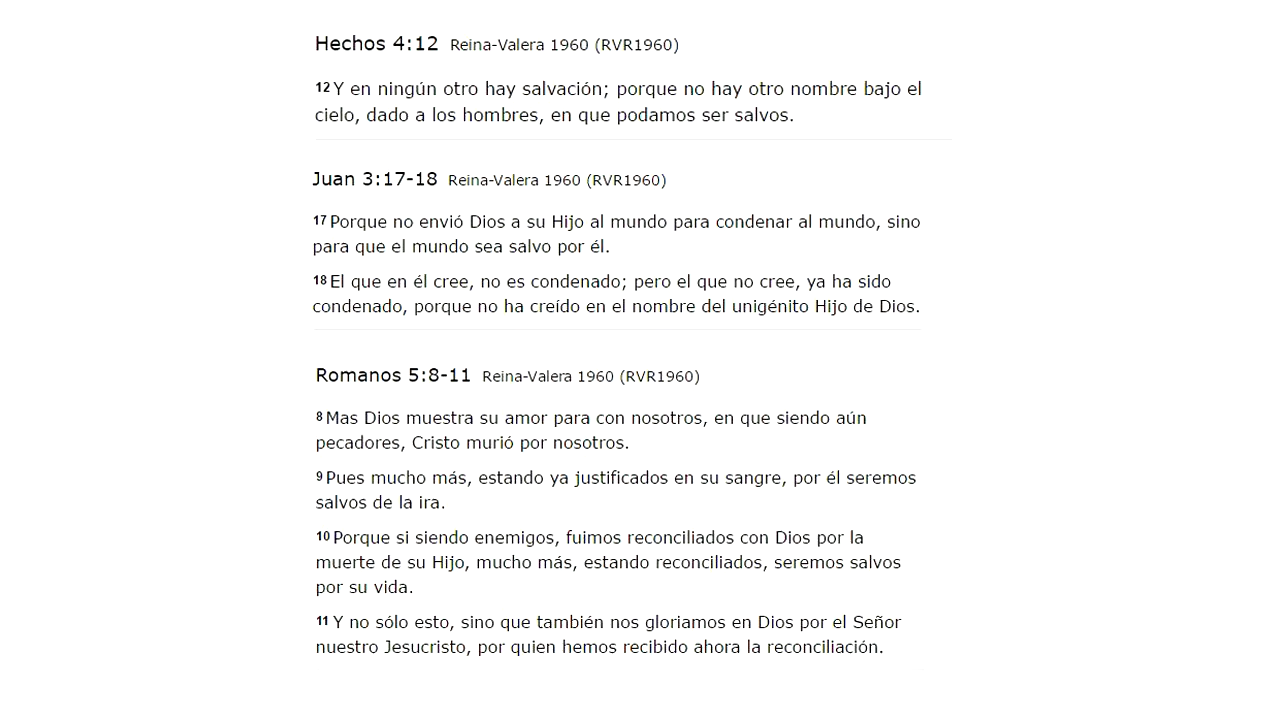 Hechos 4:12 Reina-Valera 1960 (RVR1960)
12 Y en ningún otro hay salvación; porque no hay otro nombre bajo el
cielo, dado a los hombres, en que podamos ser salvos.
Juan 3:17-18 Reina-Valera 1960 (RVR1960)
17 Porque no envió Dios a su Hijo al mundo para condenar al mundo, sino
para que el mundo sea salvo por él.
18 El que en él cree, no es condenado; pero el que no cree, ya ha sido
condenado, porque no ha creído en el nombre del unigénito Hijo de Dios.
Romanos 5:8-11 Reina-Valera 1960 (RVR1960)
8 Mas Dios muestra su amor para con nosotros, en que siendo aún
pecadores, Cristo murió por nosotros.
9 Pues mucho más, estando ya justificados en su sangre, por él seremos
salvos de la ira.
10 Porque si siendo enemigos, fuimos reconciliados con Dios por la
muerte de su Hijo, mucho más, estando reconciliados, seremos salvos
por su vida.
11 Y no sólo esto, sino que también nos gloriamos en Dios por el Señor
nuestro Jesucristo, por quien hemos recibido ahora la reconciliación.